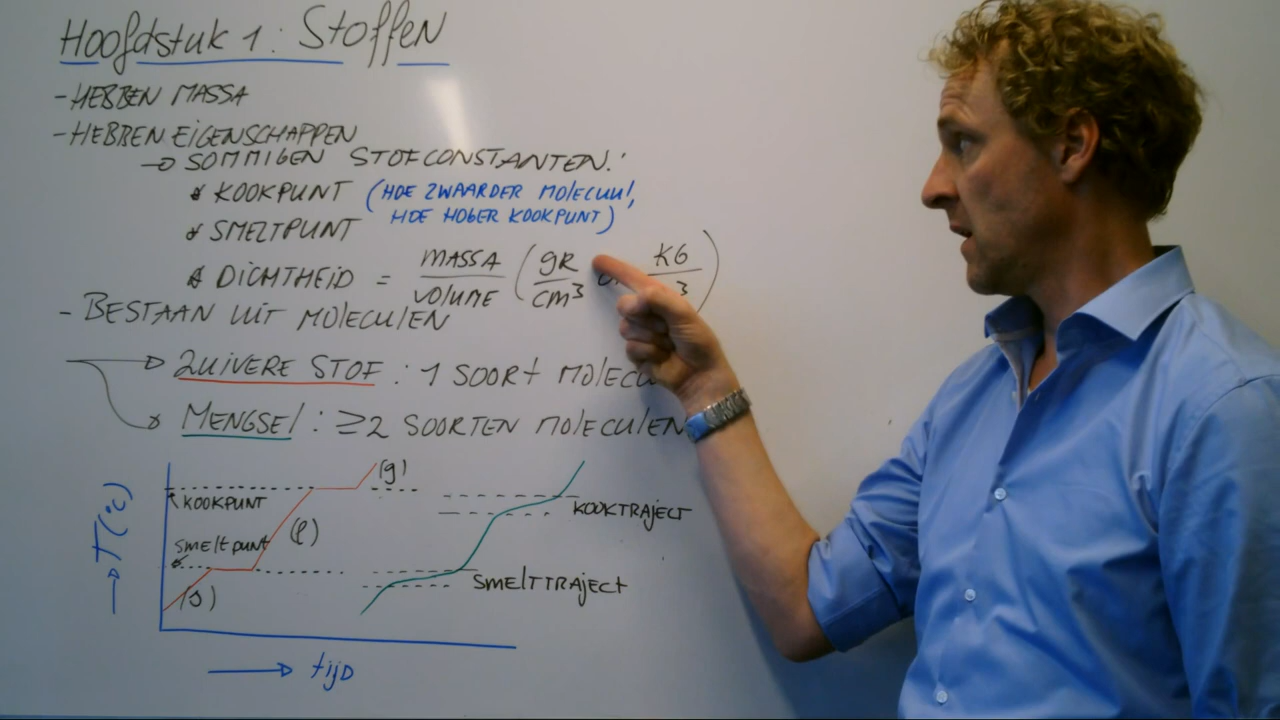 Hoofdstuk 1: Stoffen
- HEBBEN MASSA
- HEBBEN EIGENSCHAPPEN
→ SOMMIGEN STOFCONSTANTEN:
* KOOKPUNT (HOE ZWAARDER MOLECUUL,
HOE HOGER KOOKPUNT)
* SMELTPUNT
* DICHTHEID = MASSA / VOLUME (gR / cm³ KG / 3)
- BESTAAN UIT MOLECULEN
→ ZUIVERE STOF: 1 SOORT
→ MENGSEL: ≥2 SOORTEN MOLECULEN
(g)
KOOKPUNT
KOOKTRAJECT
T(°C)
(l)
smeltpunt
SMELTTRAJECT
(s)
→ tijd